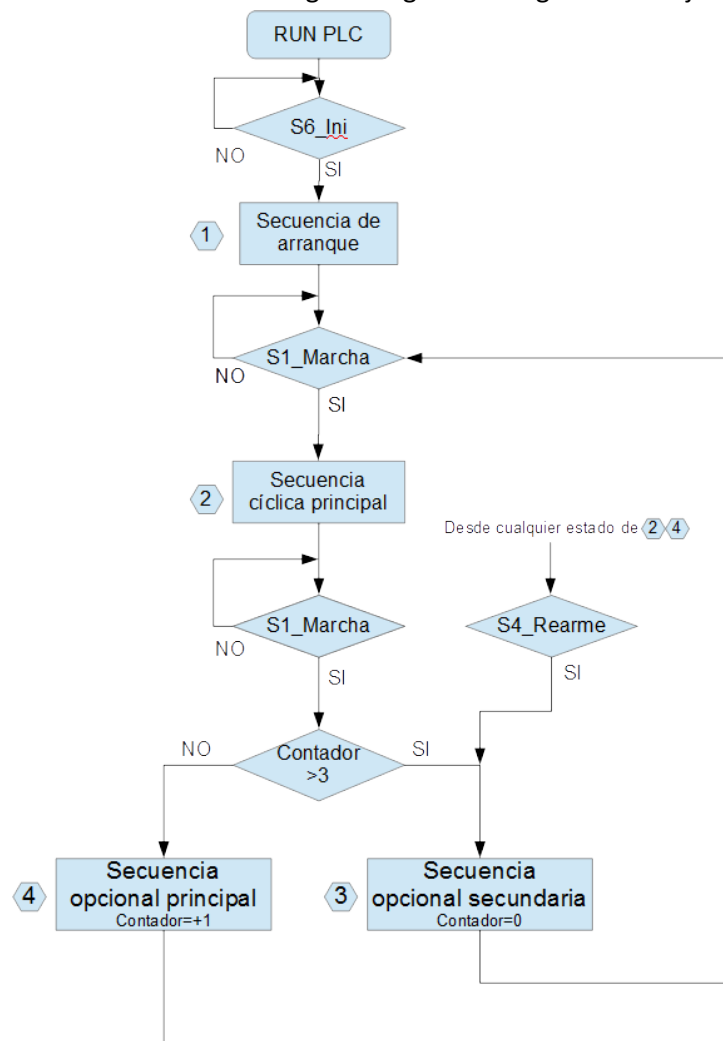 RUN PLC
S6_Ini
NO
SI
1
Secuencia de
arranque
S1_Marcha
NO
SI
2
Secuencia
cíclica principal
Desde cualquier estado de 2 4
S1_Marcha
NO
SI
S4_Rearme
SI
NO
Contador
>3
SI
4
Secuencia
opcional principal
Contador=+1
3
Secuencia
opcional secundaria
Contador=0